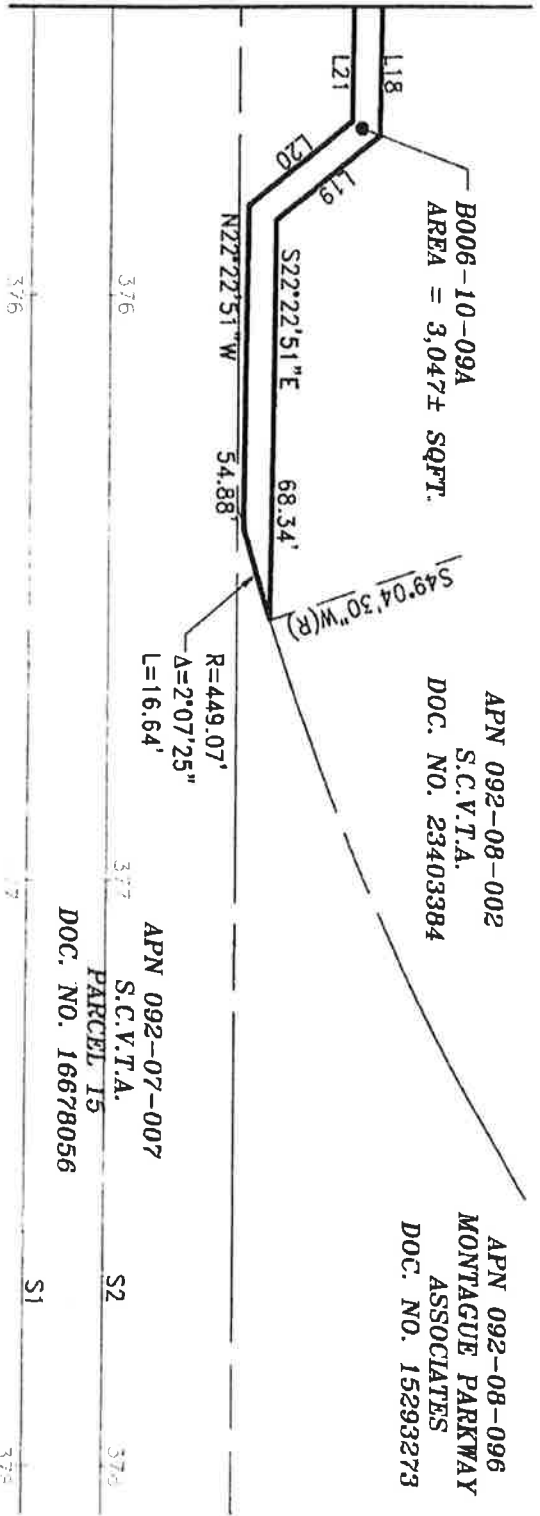 L18
L21
L20
L19
B006-10-09A
AREA = 3,047± SQFT.
S22°22'51"E
68.34'
N22°22'51"W
54.88'
S49°04'30"W(R)
R=449.07'
Δ=2°07'25"
L=16.64'
APN 092-08-002
S.C.V.T.A.
DOC. NO. 23403384
APN 092-08-096
MONTAGUE PARKWAY
ASSOCIATES
DOC. NO. 15293273
APN 092-07-007
S.C.V.T.A.
PARCEL 15
DOC. NO. 16678056
376
376
377
S2
S1